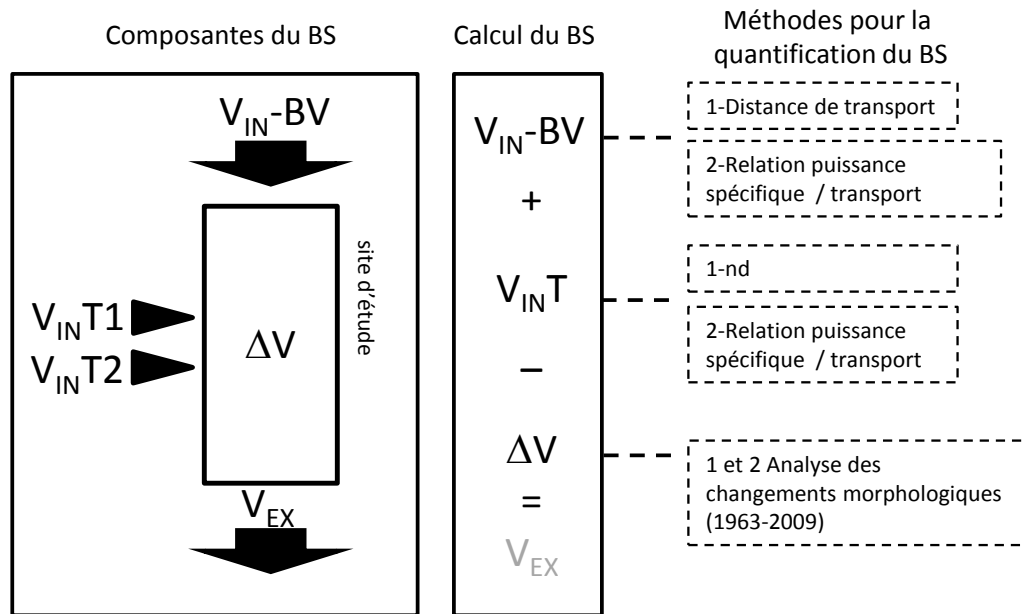 Composantes du BS
V_IN-BV
site d'étude
V_INT1
V_INT2
ΔV
V_EX
Calcul du BS
V_IN-BV
+
V_INT
–
ΔV
=
V_EX
Méthodes pour la
quantification du BS
1-Distance de transport
2-Relation puissance
spécifique / transport
1-nd
2-Relation puissance
spécifique / transport
1 et 2 Analyse des
changements morphologiques
(1963-2009)